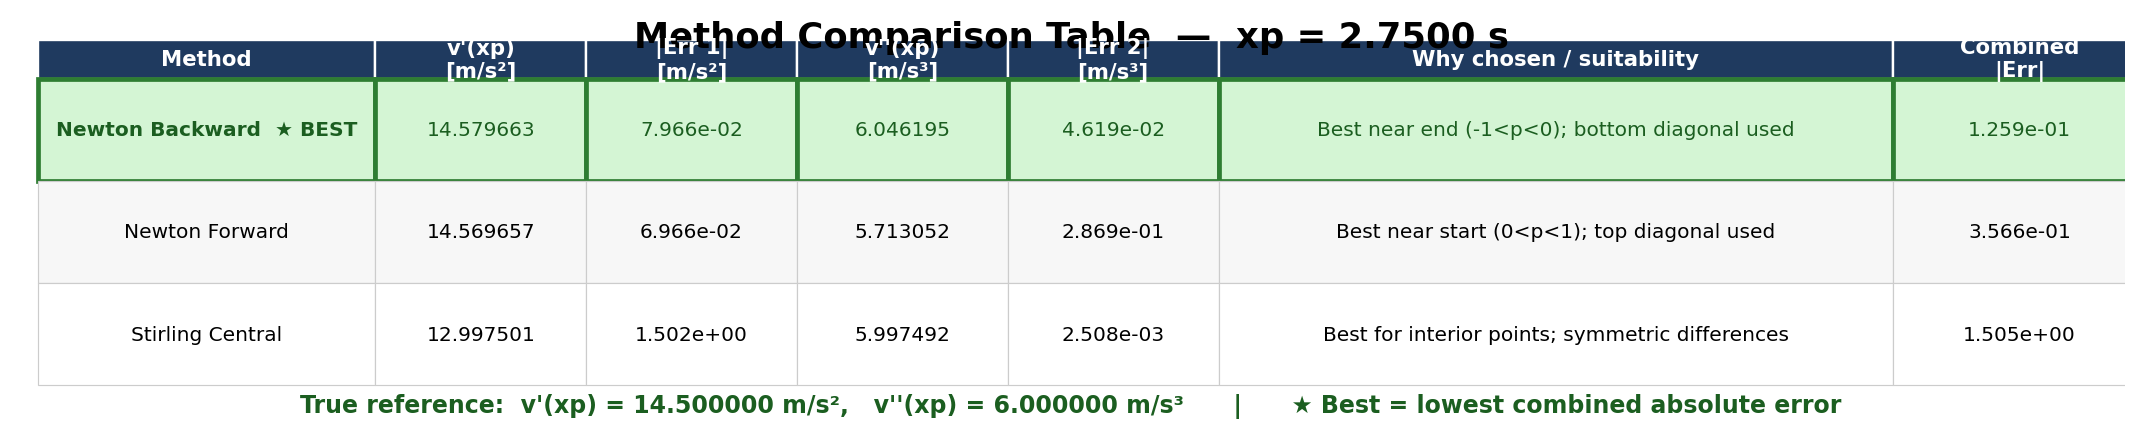 Method Comparison Table — xp = 2.7500 s
Method | v'(xp) [m/s²] | |Err 1| [m/s²] | v''(xp) [m/s³] | |Err 2| [m/s³] | Why chosen / suitability | Combined |Err|
Newton Backward ★ BEST | 14.579663 | 7.966e-02 | 6.046195 | 4.619e-02 | Best near end (-1<p<0); bottom diagonal used | 1.259e-01
Newton Forward | 14.569657 | 6.966e-02 | 5.713052 | 2.869e-01 | Best near start (0<p<1); top diagonal used | 3.566e-01
Stirling Central | 12.997501 | 1.502e+00 | 5.997492 | 2.508e-03 | Best for interior points; symmetric differences | 1.505e+00
True reference: v'(xp) = 14.500000 m/s², v''(xp) = 6.000000 m/s³ | ★ Best = lowest combined absolute error